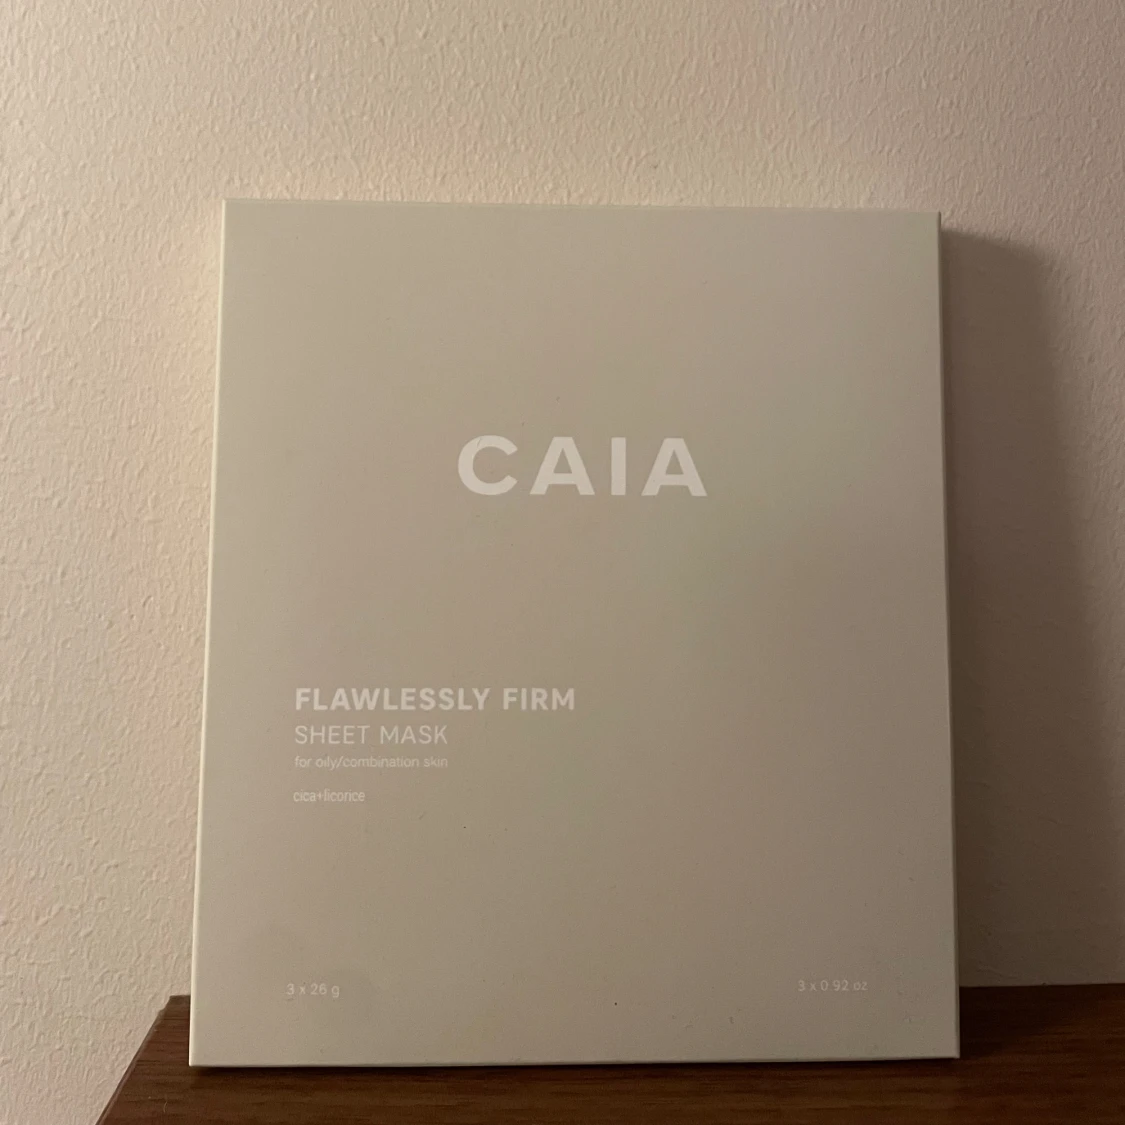 CAIA
FLAWLESSLY FIRM
SHEET MASK
for oily/combination skin
cica+licorice
3 x 26 g
3 x 0.92 oz